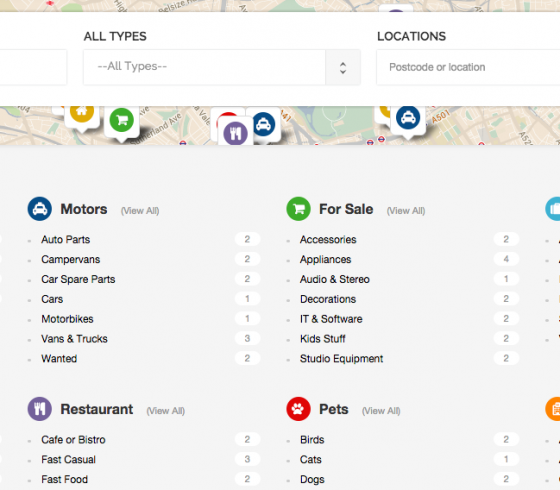 ALL TYPES
--All Types--
LOCATIONS
Postcode or location
A501
A520
A52
Motors (View All)
Auto Parts 2
Campervans 2
Car Spare Parts 2
Cars 1
Motorbikes 1
Vans & Trucks 3
Wanted 2
For Sale (View All)
Accessories 2
Appliances 4
Audio & Stereo 1
Decorations 2
IT & Software 2
Kids Stuff 2
Studio Equipment 2
Restaurant (View All)
Cafe or Bistro 2
Fast Casual 3
Fast Food 2
Pets (View All)
Birds 2
Cats 1
Dogs 2